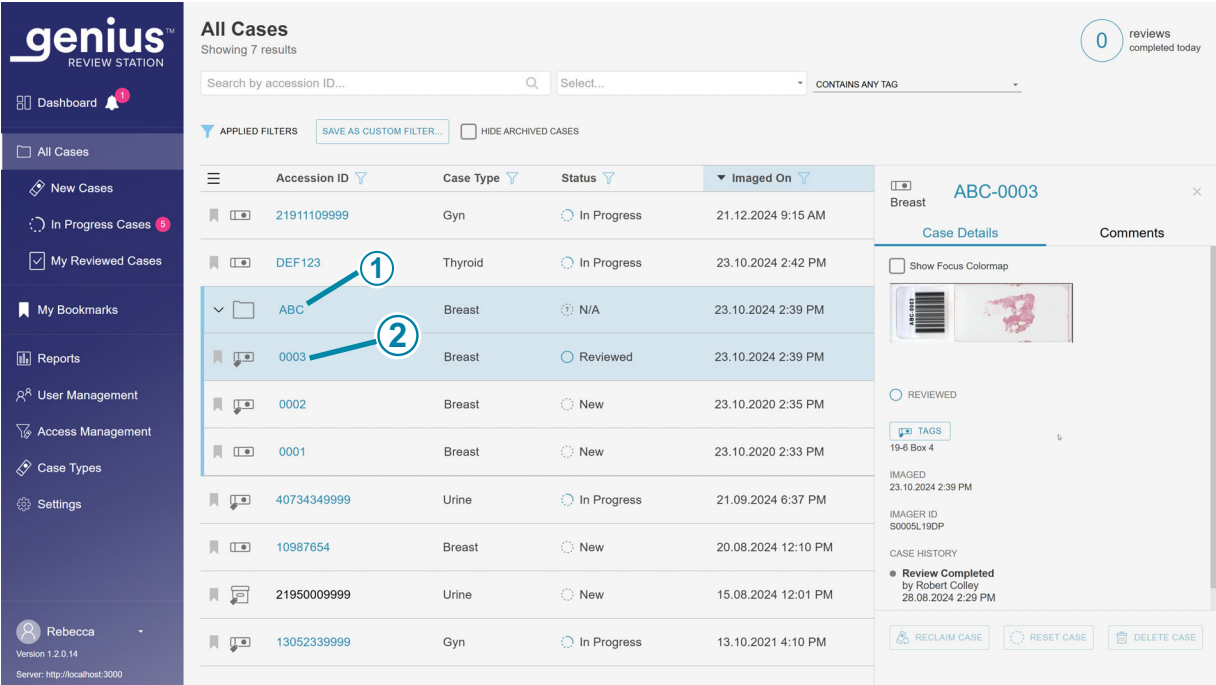 genius™
REVIEW STATION
Dashboard 1
All Cases
New Cases
In Progress Cases 5
My Reviewed Cases
My Bookmarks
Reports
User Management
Access Management
Case Types
Settings
Rebecca
Version 1.2.0.14
Server: http://localhost:3000
All Cases
Showing 7 results
0 reviews
completed today
Search by accession ID... Select... CONTAINS ANY TAG
APPLIED FILTERS SAVE AS CUSTOM FILTER... HIDE ARCHIVED CASES
Accession ID Case Type Status Imaged On
21911109999 Gyn In Progress 21.12.2024 9:15 AM
DEF123 Thyroid In Progress 23.10.2024 2:42 PM
1
ABC Breast N/A 23.10.2024 2:39 PM
2
0003 Breast Reviewed 23.10.2024 2:39 PM
0002 Breast New 23.10.2020 2:35 PM
0001 Breast New 23.10.2020 2:33 PM
40734349999 Urine In Progress 21.09.2024 6:37 PM
10987654 Breast New 20.08.2024 12:10 PM
21950009999 Urine New 15.08.2024 12:01 PM
13052339999 Gyn In Progress 13.10.2021 4:10 PM
Breast ABC-0003
Case Details Comments
Show Focus Colormap
ABC-0003
REVIEWED
TAGS
19-6 Box 4
IMAGED
23.10.2024 2:39 PM
IMAGER ID
S0005L19DP
CASE HISTORY
Review Completed
by Robert Colley
28.08.2024 2:29 PM
RECLAIM CASE RESET CASE DELETE CASE